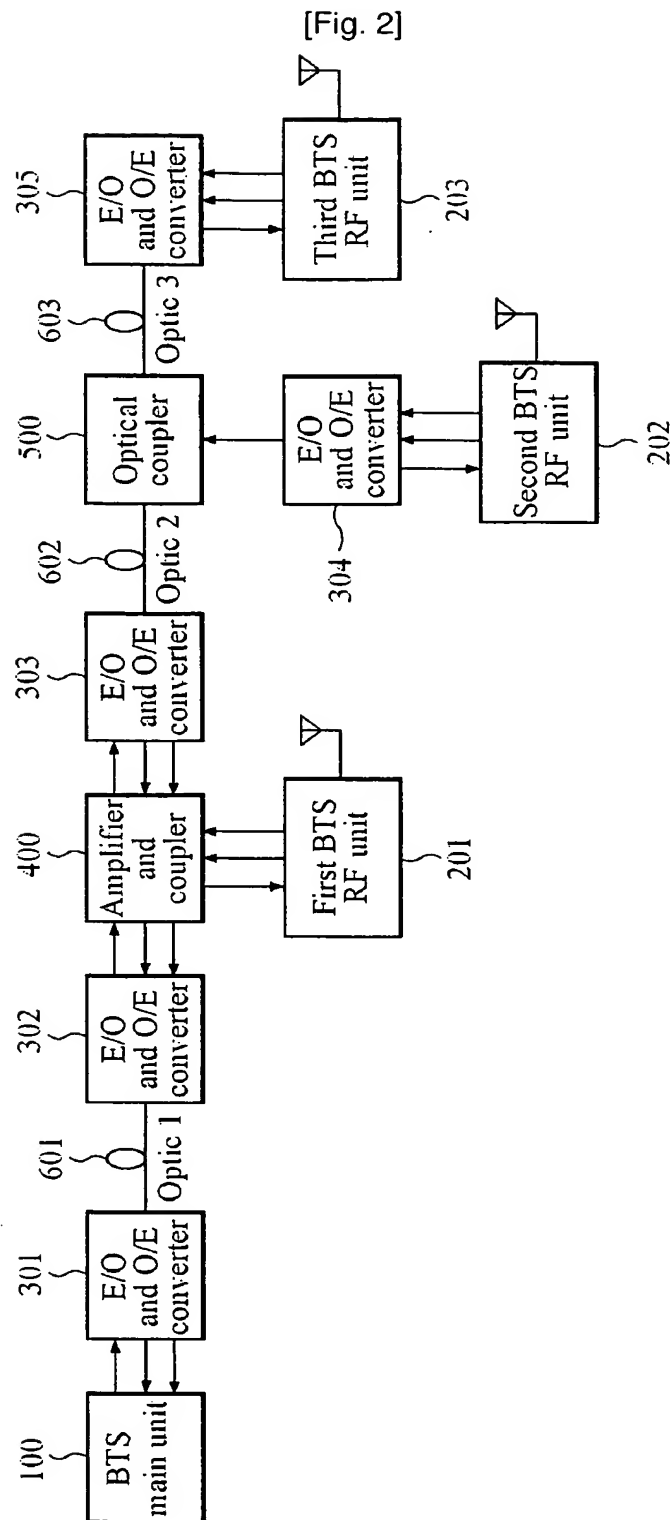 [Fig. 2]
100
BTS
main unit
301
E/O
and O/E
converter
601
Optic 1
302
E/O
and O/E
converter
400
Amplifier
and
coupler
First BTS
RF unit
201
303
E/O
and O/E
converter
602
Optic 2
500
Optical
coupler
E/O
and O/E
converter
304
Second BTS
RF unit
202
603
Optic 3
305
E/O
and O/E
converter
Third BTS
RF unit
203